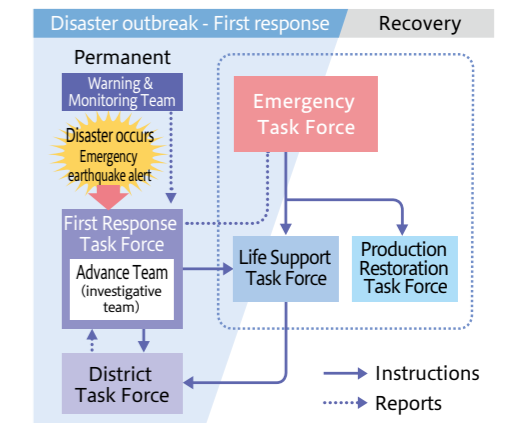 Disaster outbreak - First response
Recovery
Permanent
Warning &
Monitoring Team
Disaster occurs
Emergency
earthquake alert
First Response
Task Force
Advance Team
(investigative
team)
District
Task Force
Emergency
Task Force
Life Support
Task Force
Production
Restoration
Task Force
Instructions
Reports